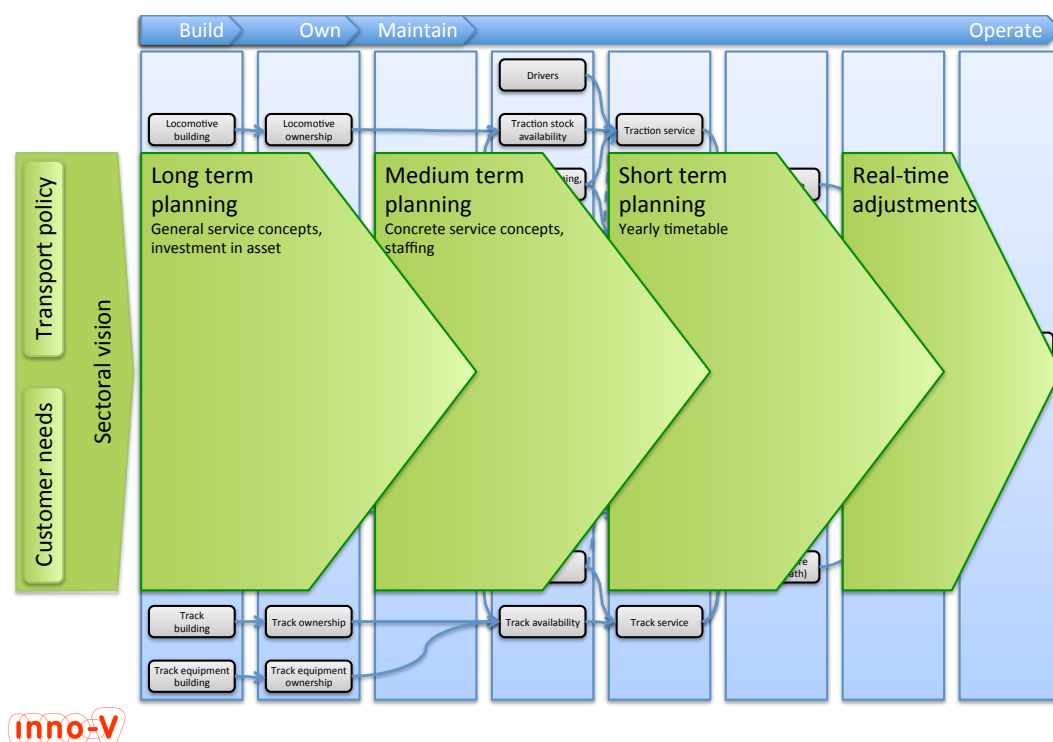 Build
Own
Maintain
Operate
Drivers
Locomotive
building
Locomotive
ownership
Traction stock
availability
Traction service
Transport policy
Customer needs
Sectoral vision
Long term
planning
General service concepts,
investment in asset
Medium term
planning
Concrete service concepts,
staffing
Short term
planning
Yearly timetable
Real-time
adjustments
Track
building
Track ownership
Track availability
Track service
Track equipment
building
Track equipment
ownership
inno-V